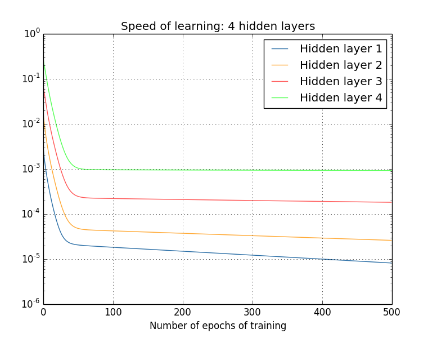 Speed of learning: 4 hidden layers
10^0
10^-1
10^-2
10^-3
10^-4
10^-5
10^-6
Hidden layer 1
Hidden layer 2
Hidden layer 3
Hidden layer 4
0 100 200 300 400 500
Number of epochs of training